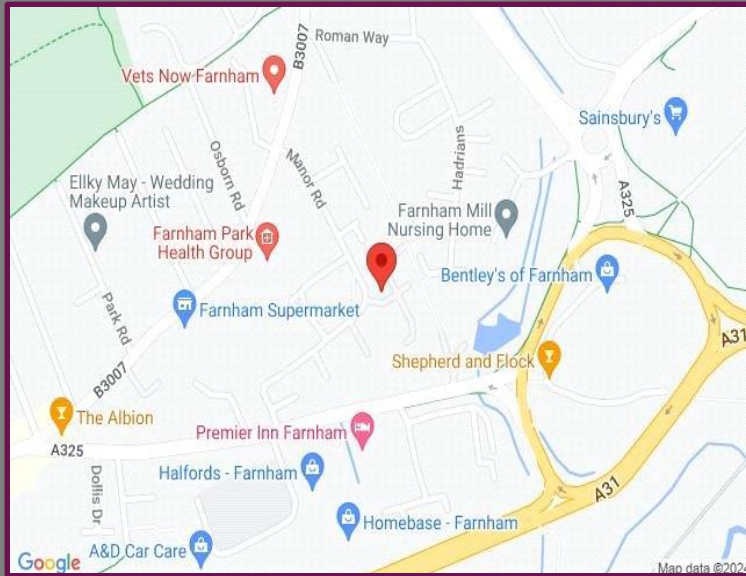 Roman Way
B3007
Vets Now Farnham
Sainsbury's
Osborn Rd
Manor Rd
Hadrians
Ellky May - Wedding
Makeup Artist
A325
Farnham Mill
Nursing Home
Farnham Park
Health Group
Bentley's of Farnham
Park Rd
Farnham Supermarket
A31
Shepherd and Flock
B3007
The Albion
Premier Inn Farnham
A325
Halfords - Farnham
Dollis Dr
A31
Homebase - Farnham
A&D Car Care
Google
Map data ©2024